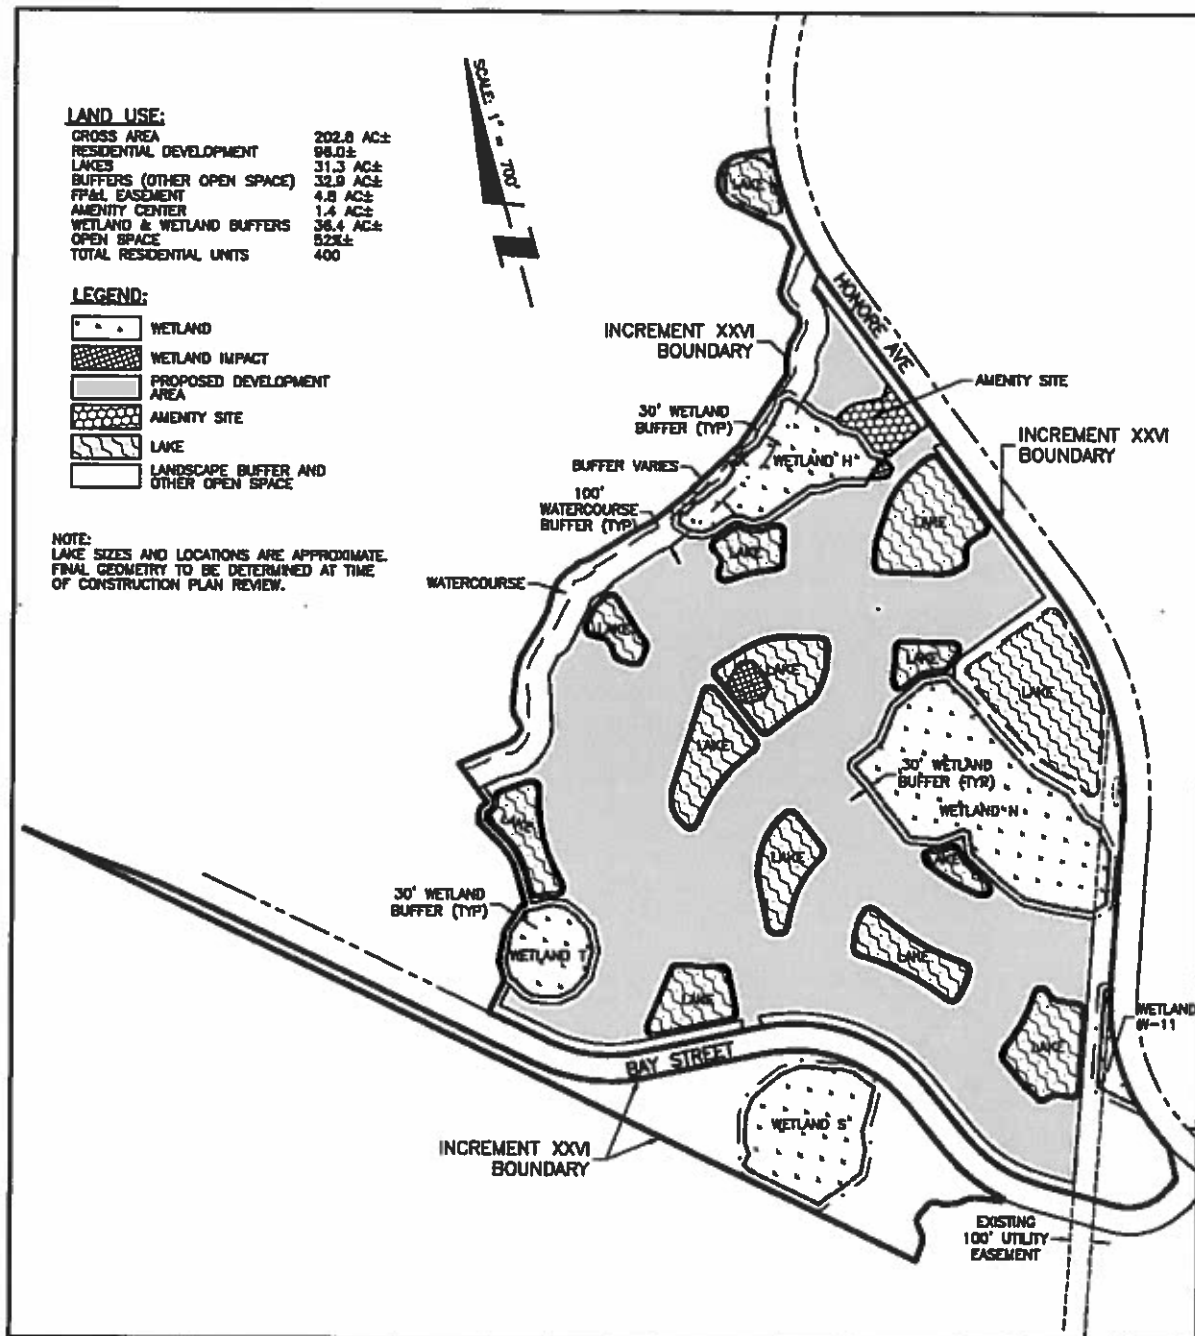 LAND USE:
GROSS AREA 202.8 AC±
RESIDENTIAL DEVELOPMENT 96.0±
LAKES 31.3 AC±
BUFFERS (OTHER OPEN SPACE) 32.9 AC±
FP&L EASEMENT 4.8 AC±
AMENITY CENTER 1.4 AC±
WETLAND & WETLAND BUFFERS 36.4 AC±
OPEN SPACE 52%±
TOTAL RESIDENTIAL UNITS 400
SCALE: 1" = 700'
LEGEND:
WETLAND
WETLAND IMPACT
PROPOSED DEVELOPMENT
AREA
AMENITY SITE
LAKE
LANDSCAPE BUFFER AND
OTHER OPEN SPACE
NOTE:
LAKE SIZES AND LOCATIONS ARE APPROXIMATE.
FINAL GEOMETRY TO BE DETERMINED AT TIME
OF CONSTRUCTION PLAN REVIEW.
LAKE
HONORE AVE
INCREMENT XXVI
BOUNDARY
AMENITY SITE
30' WETLAND
BUFFER (TYP)
INCREMENT XXVI
BOUNDARY
WETLAND "H"
BUFFER VARIES
100'
WATERCOURSE
BUFFER (TYP)
LAKE
LAKE
WATERCOURSE
LAKE
LAKE
LAKE
LAKE
LAKE
30' WETLAND
BUFFER (TYP)
WETLAND "N"
LAKE
LAKE
LAKE
30' WETLAND
BUFFER (TYP)
WETLAND T
LAKE
LAKE
WETLAND
W-11
LAKE
BAY STREET
WETLAND S
INCREMENT XXVI
BOUNDARY
EXISTING
100' UTILITY
EASEMENT